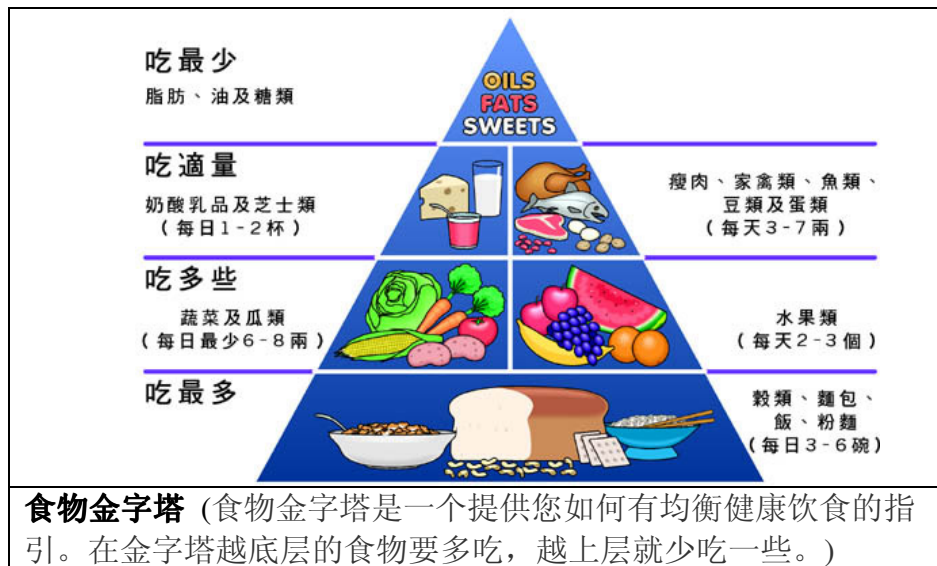 吃最少
脂肪、油及糖類
OILS
FATS
SWEETS
吃適量
奶酸乳品及芝士類
(每日1-2杯)
瘦肉、家禽類、魚類、
豆類及蛋類
(每天3-7兩)
吃多些
蔬菜及瓜類
(每日最少6-8兩)
水果類
(每天2-3個)
吃最多
穀類、麵包、
飯、粉麵
(每日3-6碗)
食物金字塔 (食物金字塔是一个提供您如何有均衡健康饮食的指
引。在金字塔越底层的食物要多吃，越上层就少吃一些。)